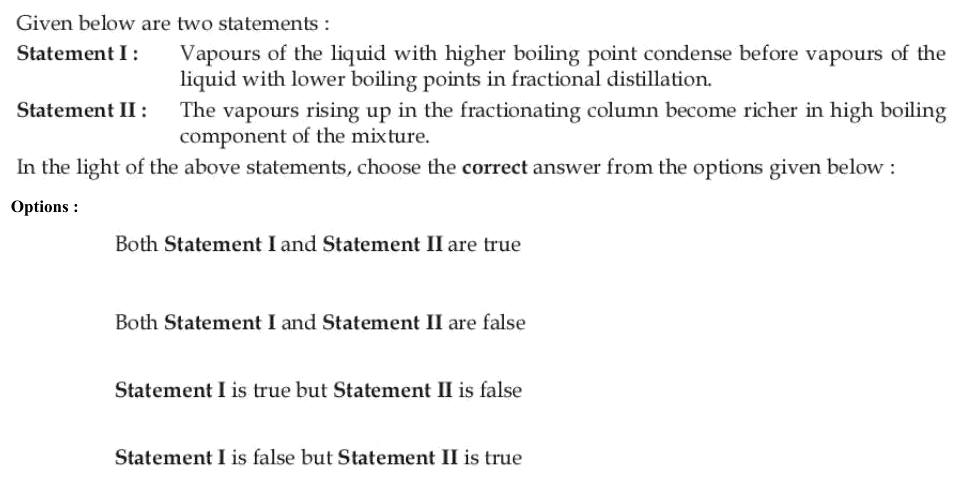 Given below are two statements :
Statement I : Vapours of the liquid with higher boiling point condense before vapours of the
liquid with lower boiling points in fractional distillation.
Statement II : The vapours rising up in the fractionating column become richer in high boiling
component of the mixture.
In the light of the above statements, choose the correct answer from the options given below :
Options :
Both Statement I and Statement II are true
Both Statement I and Statement II are false
Statement I is true but Statement II is false
Statement I is false but Statement II is true